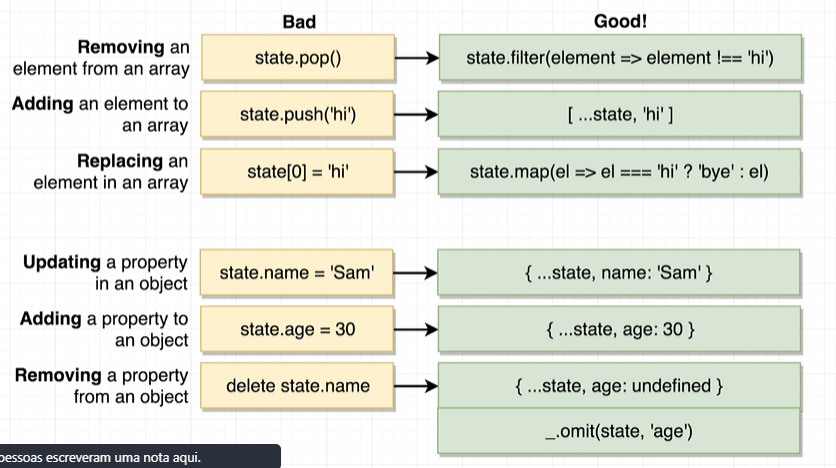 Bad Good!
Removing an
element from an array
state.pop()
state.filter(element => element !== 'hi')
Adding an element to
an array
state.push('hi')
[ ...state, 'hi' ]
Replacing an
element in an array
state[0] = 'hi'
state.map(el => el === 'hi' ? 'bye' : el)
Updating a property
in an object
state.name = 'Sam'
{ ...state, name: 'Sam' }
Adding a property to
an object
state.age = 30
{ ...state, age: 30 }
Removing a property
from an object
delete state.name
{ ...state, age: undefined }
_.omit(state, 'age')
pessoas escreveram uma nota aqui.